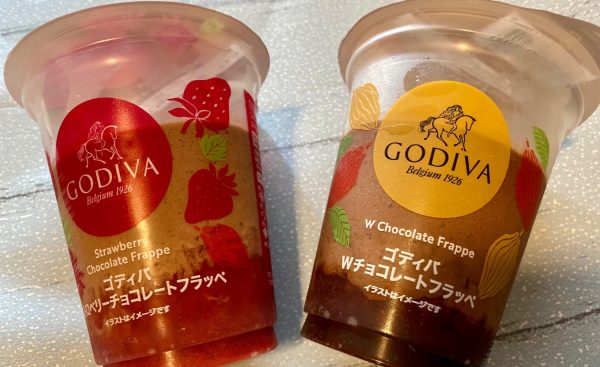 GODIVA
Belgium 1926
Strawberry
Chocolate Frappe
ゴディバ
ベリーチョコレートフラッペ
イラストはイメージです
GODIVA
Belgium 1926
W Chocolate Frappe
ゴディバ
Wチョコレートフラッペ
イラストはイメージです